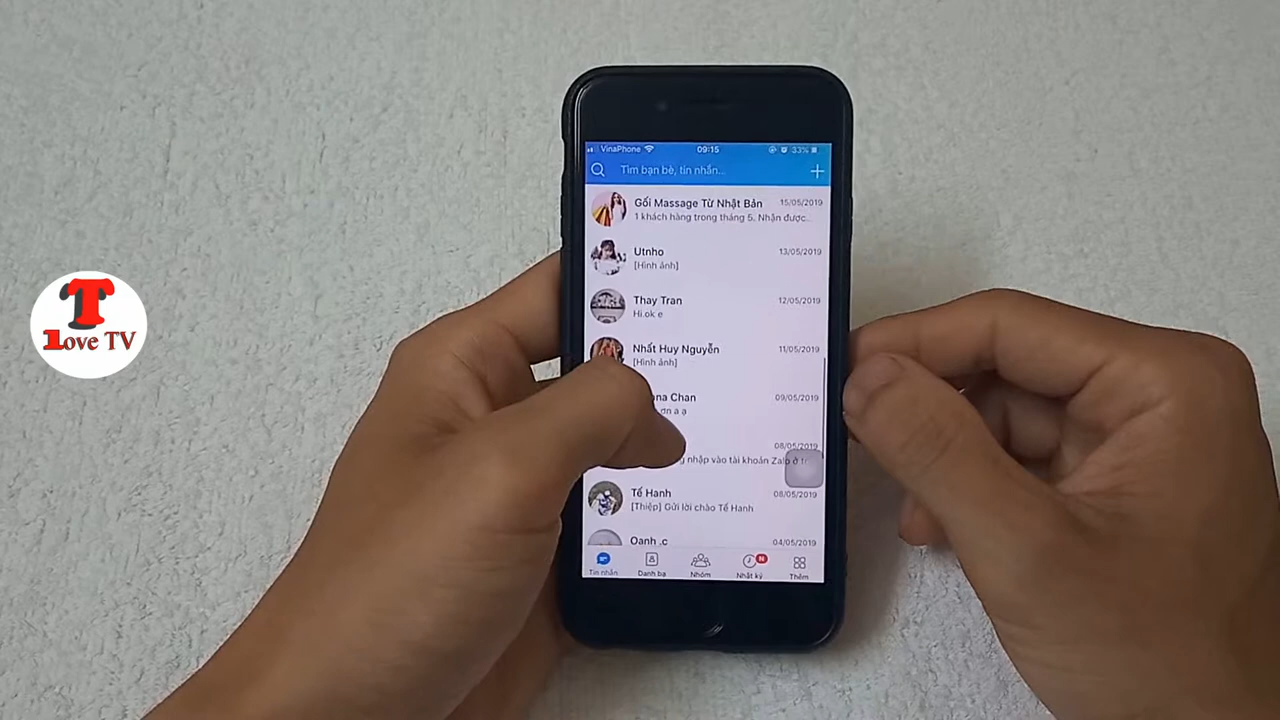 VinaPhone
09:15
33%
Tìm bạn bè, tin nhắn...
Gối Massage Từ Nhật Bản
15/05/2019
1 khách hàng trong tháng 5. Nhận được..
Utnho
13/05/2019
[Hình ảnh]
Thay Tran
12/05/2019
Hi.ok e
Nhất Huy Nguyễn
11/05/2019
[Hình ảnh]
na Chan
09/05/2019
ơn a ạ
08/05/2019
nhập vào tài khoản Zalo ở
Tế Hanh
08/05/2019
[Thiệp] Gửi lời chào Tế Hanh
Oanh .c
04/05/2019
N
Tin nhắn
Danh bạ
Nhóm
Nhật ký
Thêm
T
Love TV